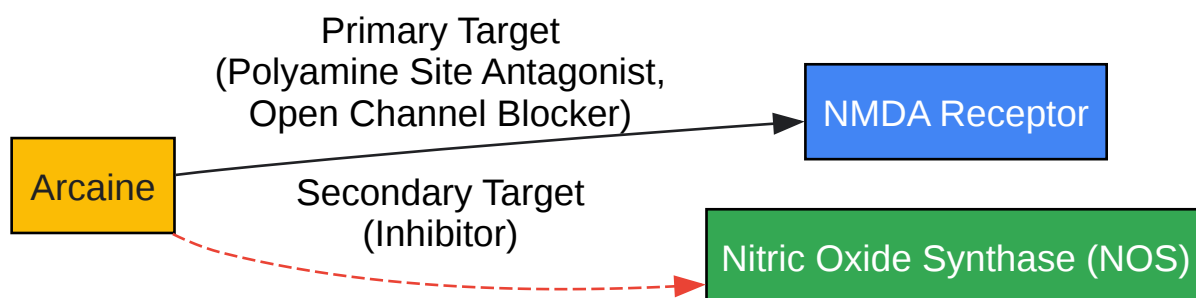 Primary Target
(Polyamine Site Antagonist,
Open Channel Blocker)
NMDA Receptor
Arcaine
Secondary Target
(Inhibitor)
Nitric Oxide Synthase (NOS)